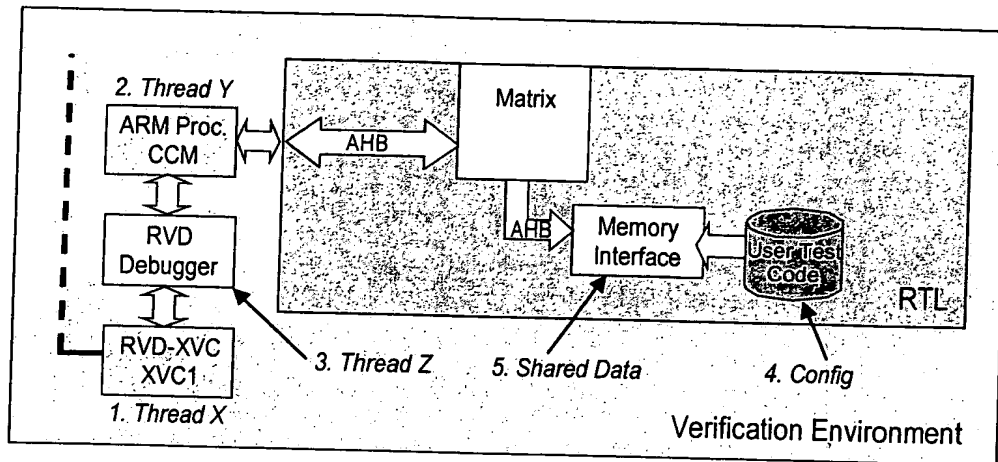 2. Thread Y
ARM Proc.
CCM
AHB
Matrix
RVD
Debugger
AHB
Memory
Interface
User Test
Code
RTL
RVD-XVC
XVC1
3. Thread Z
5. Shared Data
4. Config
1. Thread X
Verification Environment